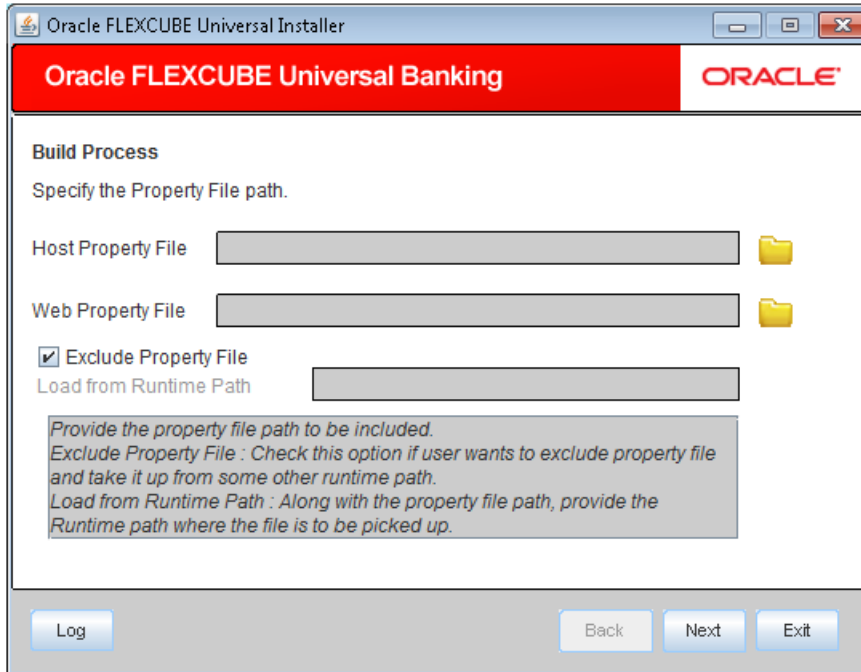 Oracle FLEXCUBE Universal Installer
Oracle FLEXCUBE Universal Banking
ORACLE
Build Process
Specify the Property File path.
Host Property File
Web Property File
Exclude Property File
Load from Runtime Path
Provide the property file path to be included.
Exclude Property File : Check this option if user wants to exclude property file
and take it up from some other runtime path.
Load from Runtime Path : Along with the property file path, provide the
Runtime path where the file is to be picked up.
Log Back Next Exit